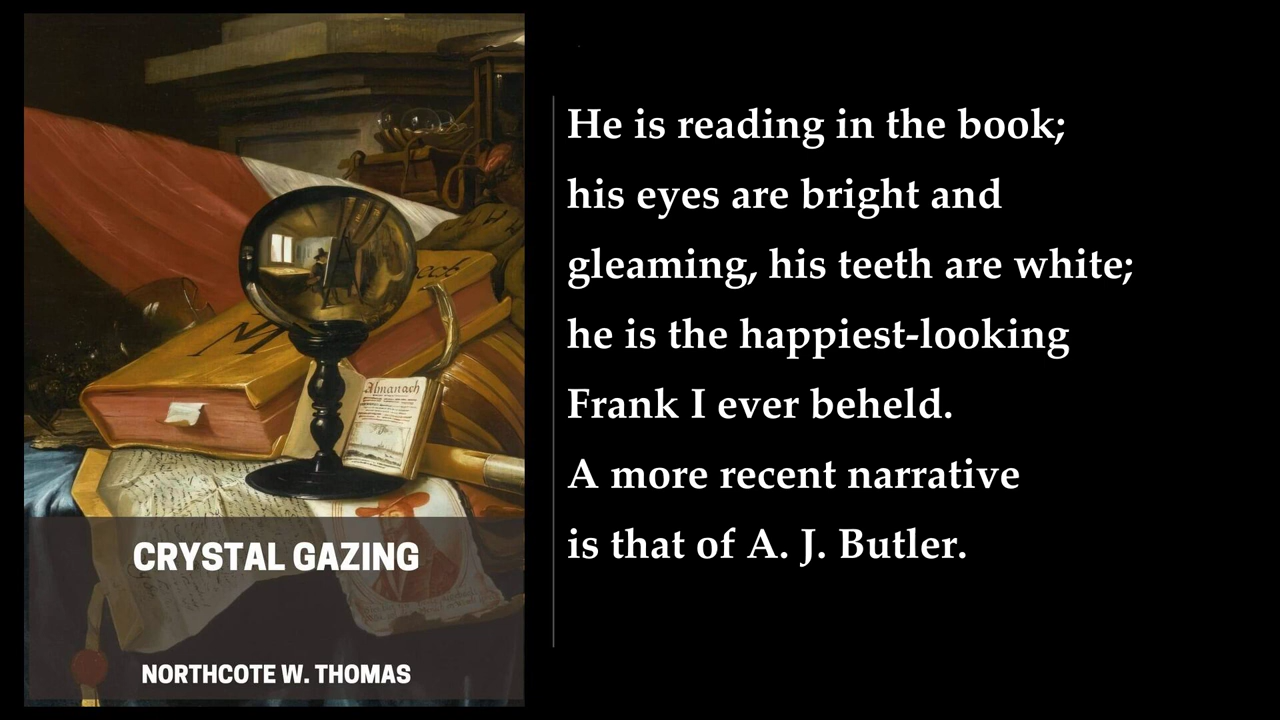 Almanach
CRYSTAL GAZING
NORTHCOTE W. THOMAS
He is reading in the book;
his eyes are bright and
gleaming, his teeth are white;
he is the happiest-looking
Frank I ever beheld.
A more recent narrative
is that of A. J. Butler.